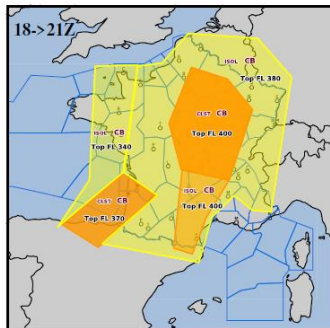 18->21Z
ISOL CB
Top FL 380
CLST CB
Top FL 400
ISOL CB
Top FL 340
ISOL CB
Top FL 400
CLST CB
Top FL 370